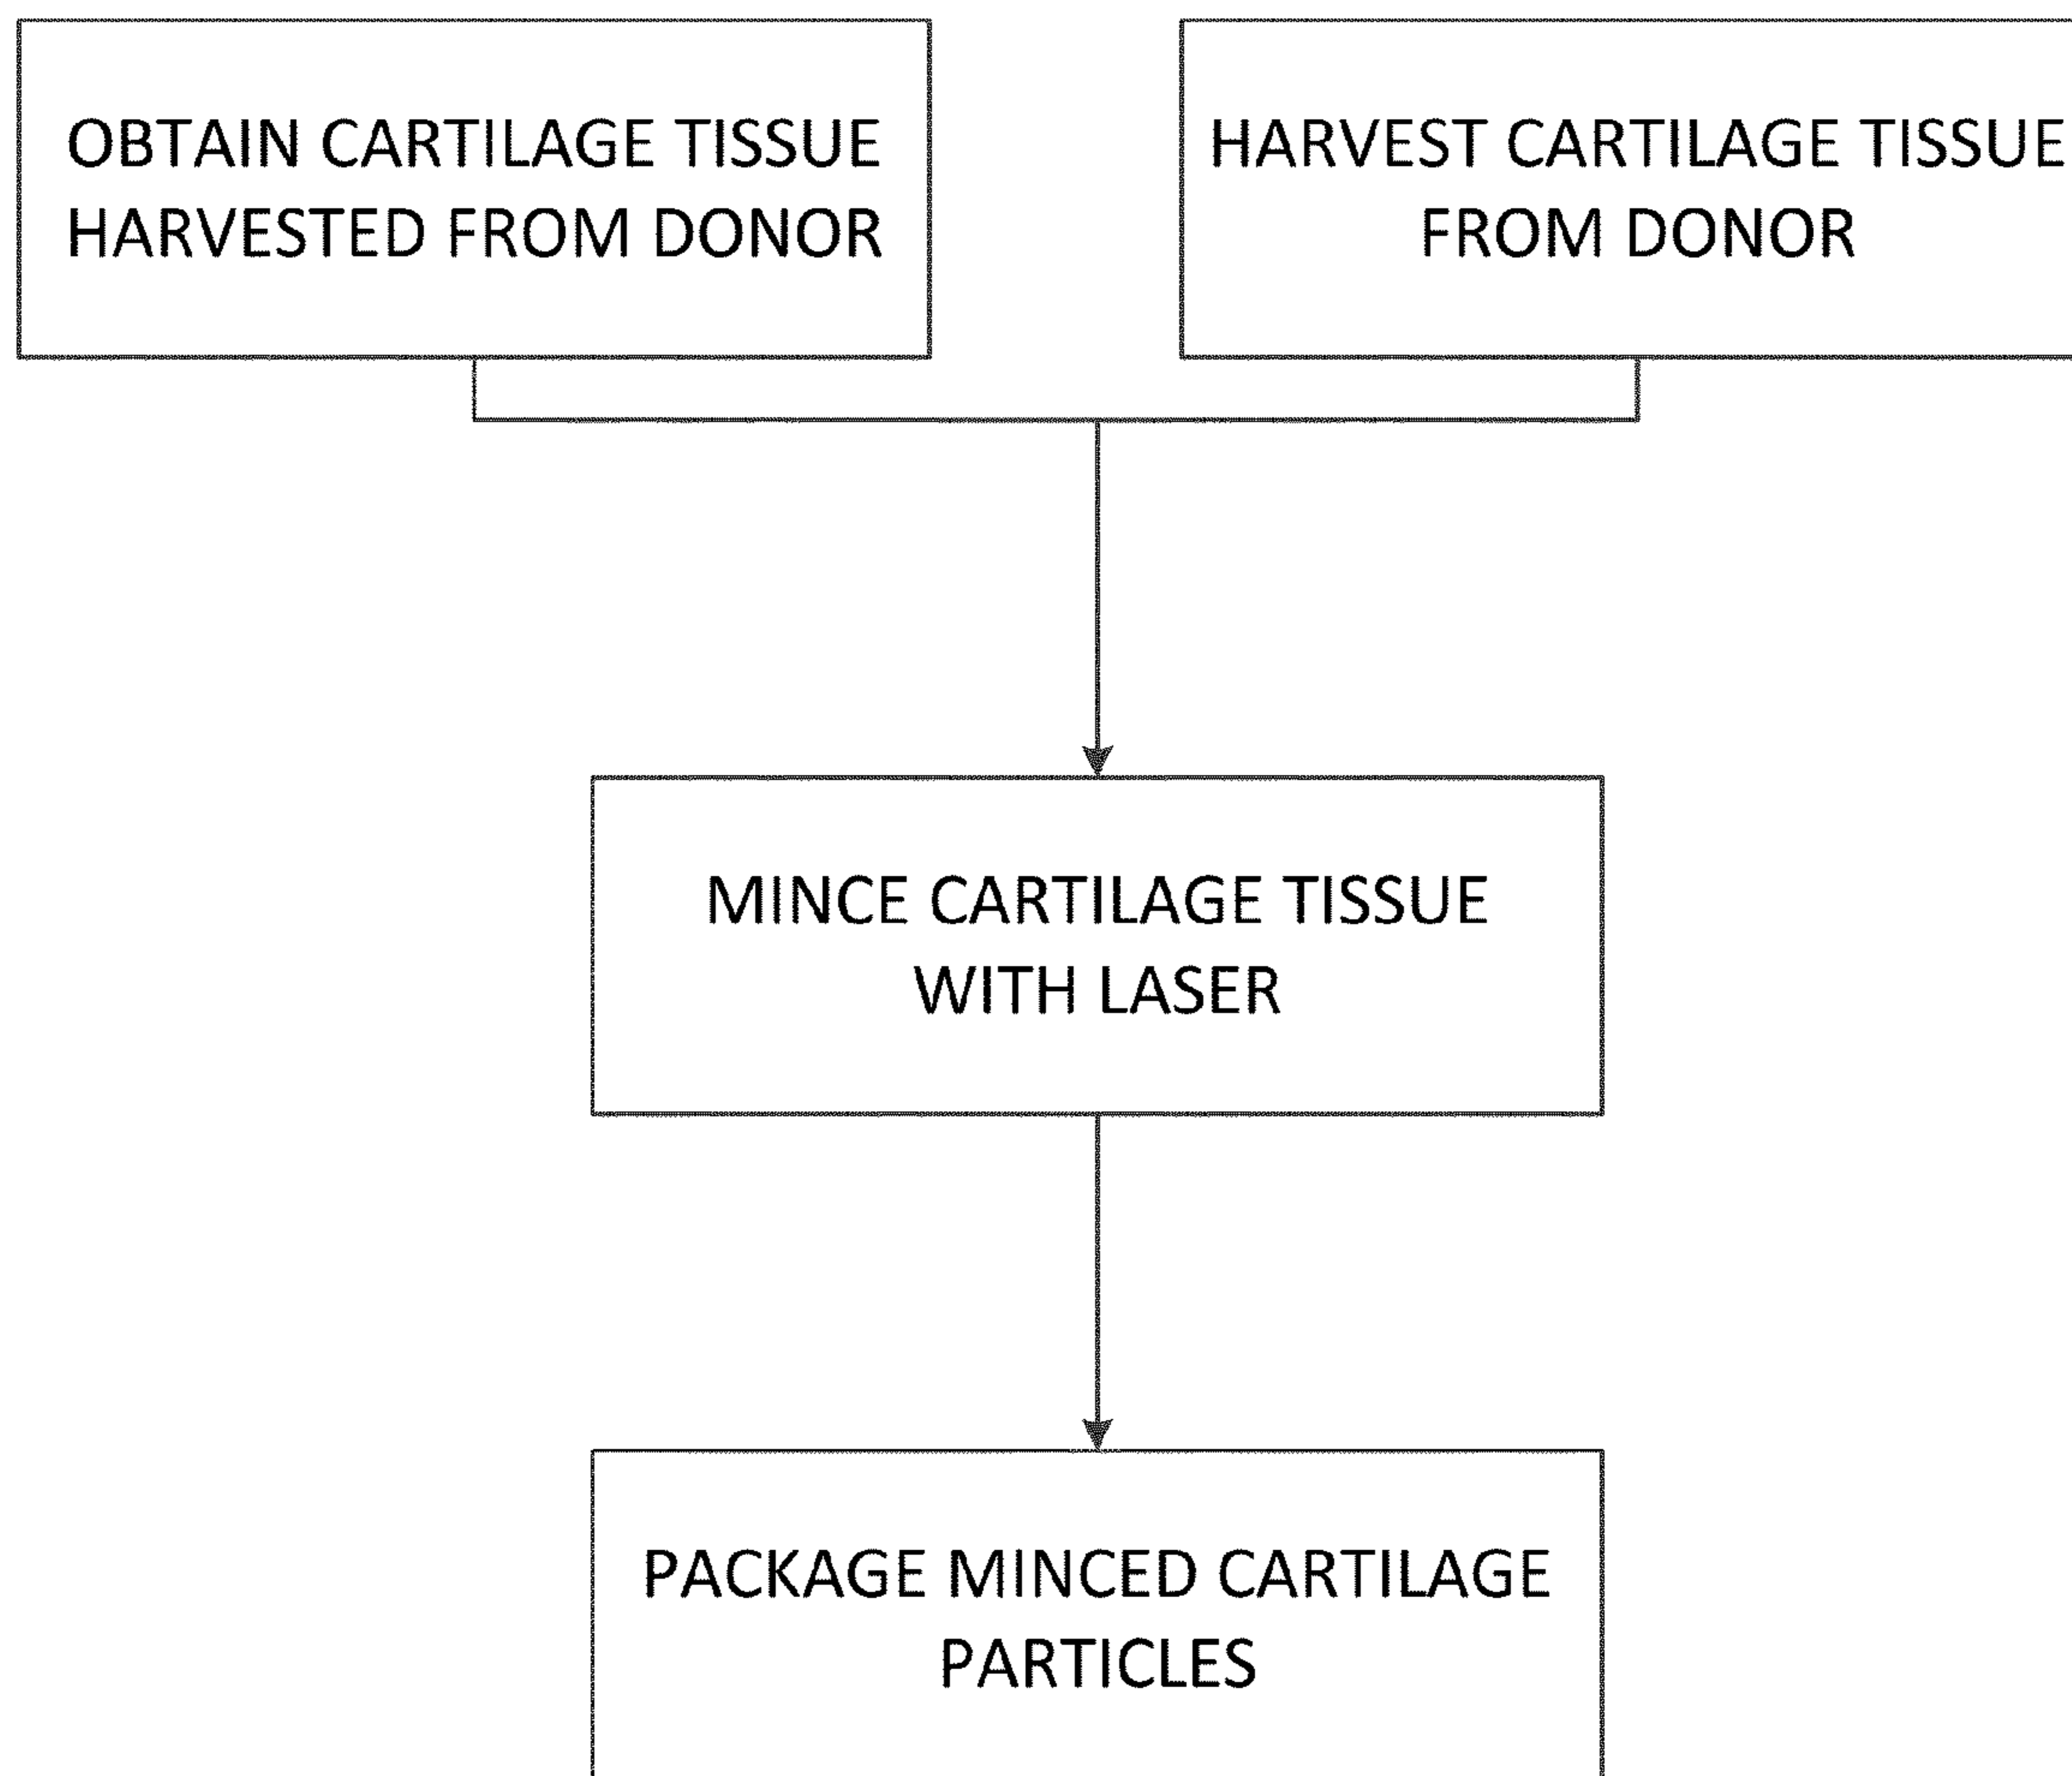 OBTAIN CARTILAGE TISSUE
HARVESTED FROM DONOR
HARVEST CARTILAGE TISSUE
FROM DONOR
MINCE CARTILAGE TISSUE
WITH LASER
PACKAGE MINCED CARTILAGE
PARTICLES